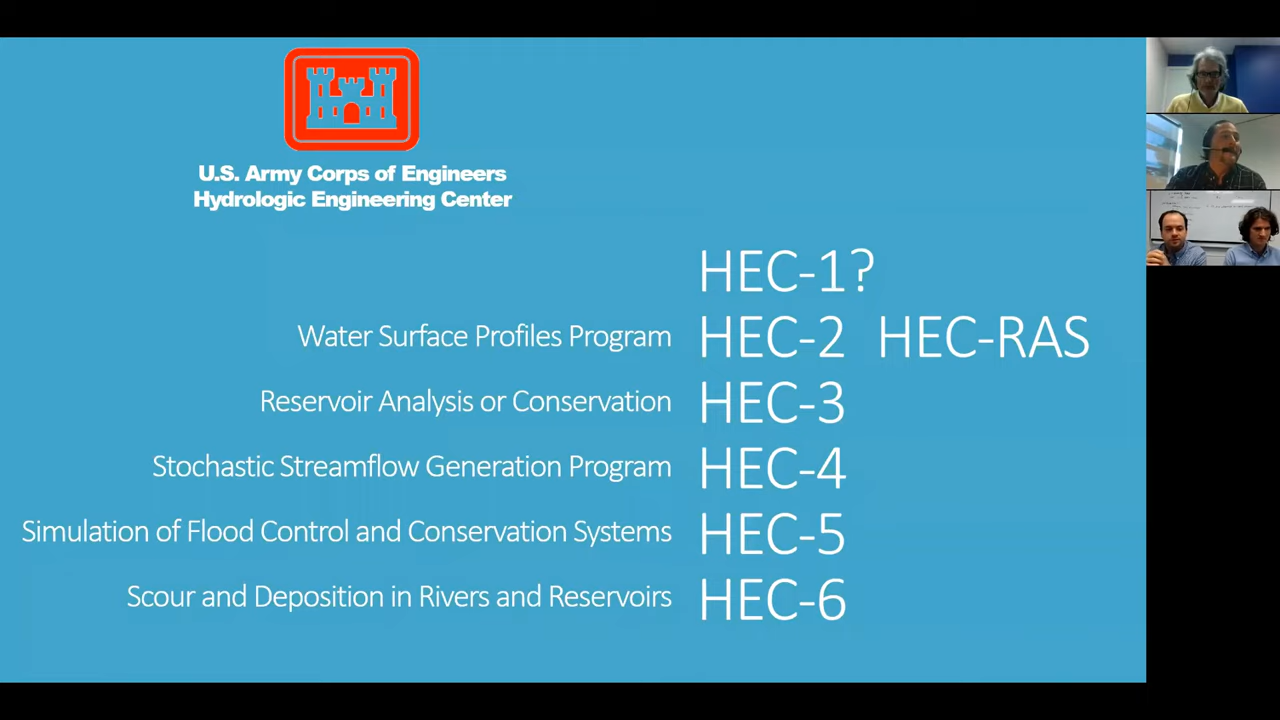 U.S. Army Corps of Engineers
Hydrologic Engineering Center
HEC-1?
Water Surface Profiles Program HEC-2 HEC-RAS
Reservoir Analysis or Conservation HEC-3
Stochastic Streamflow Generation Program HEC-4
Simulation of Flood Control and Conservation Systems HEC-5
Scour and Deposition in Rivers and Reservoirs HEC-6